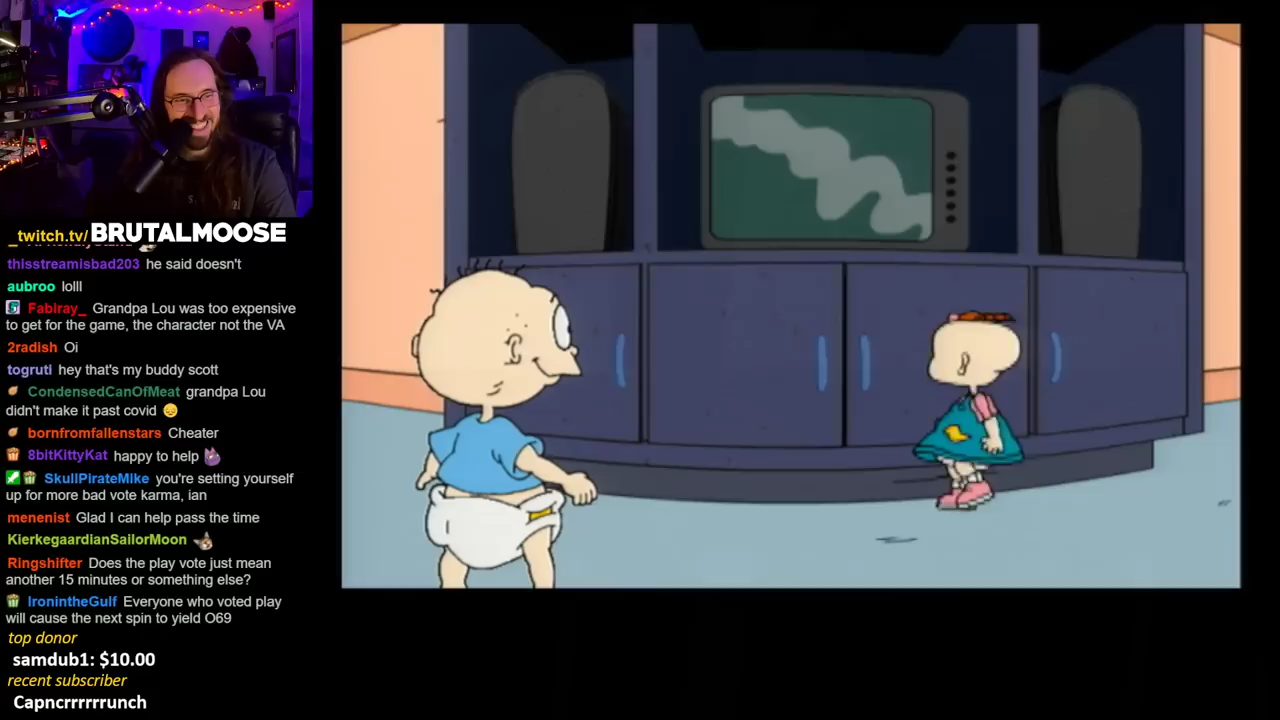 twitch.tv/BRUTALMOOSE
thisstreamisbad203 he said doesn't
aubroo lolll
Fabiray_ Grandpa Lou was too expensive
to get for the game, the character not the VA
2radish Oi
togruti hey that's my buddy scott
CondensedCanOfMeat grandpa Lou
didn't make it past covid
bornfromfallenstars Cheater
8bitKittyKat happy to help
SkullPirateMike you're setting yourself
up for more bad vote karma, ian
menenist Glad I can help pass the time
KierkegaardianSailorMoon
Ringshifter Does the play vote just mean
another 15 minutes or something else?
IronintheGulf Everyone who voted play
will cause the next spin to yield O69
top donor
samdub1: $10.00
recent subscriber
Capncrrrrrrunch